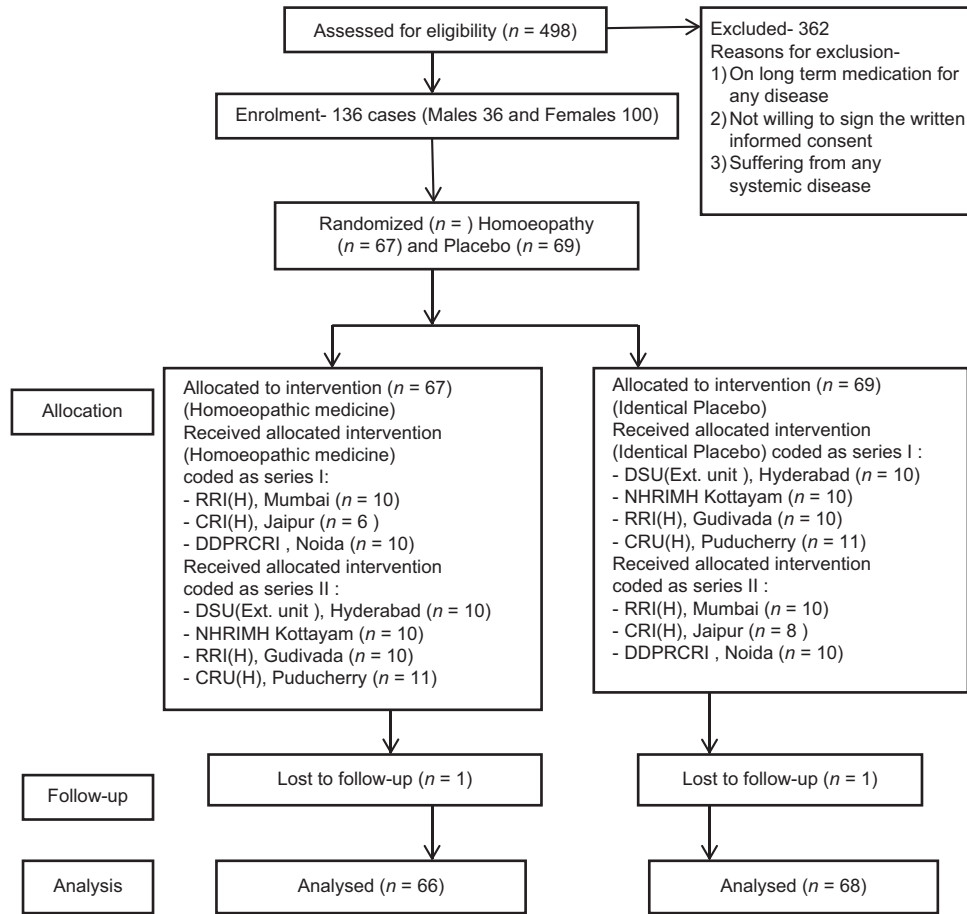 Assessed for eligibility (n = 498)
Excluded- 362
Reasons for exclusion-
1) On long term medication for
any disease
2) Not willing to sign the written
informed consent
3) Suffering from any
systemic disease
Enrolment- 136 cases (Males 36 and Females 100)
Randomized (n = ) Homoeopathy
(n = 67) and Placebo (n = 69)
Allocation
Allocated to intervention (n = 67)
(Homoeopathic medicine)
Received allocated intervention
(Homoeopathic medicine)
coded as series I:
- RRI(H), Mumbai (n = 10)
- CRI(H), Jaipur (n = 6 )
- DDPRCRI , Noida (n = 10)
Received allocated intervention
coded as series II :
- DSU(Ext. unit ), Hyderabad (n = 10)
- NHRIMH Kottayam (n = 10)
- RRI(H), Gudivada (n = 10)
- CRU(H), Puducherry (n = 11)
Allocated to intervention (n = 69)
(Identical Placebo)
Received allocated intervention
(Identical Placebo) coded as series I :
- DSU(Ext. unit ), Hyderabad (n = 10)
- NHRIMH Kottayam (n = 10)
- RRI(H), Gudivada (n = 10)
- CRU(H), Puducherry (n = 11)
Received allocated intervention
coded as series II :
- RRI(H), Mumbai (n = 10)
- CRI(H), Jaipur (n = 8 )
- DDPRCRI , Noida (n = 10)
Follow-up
Lost to follow-up (n = 1)
Lost to follow-up (n = 1)
Analysis
Analysed (n = 66)
Analysed (n = 68)